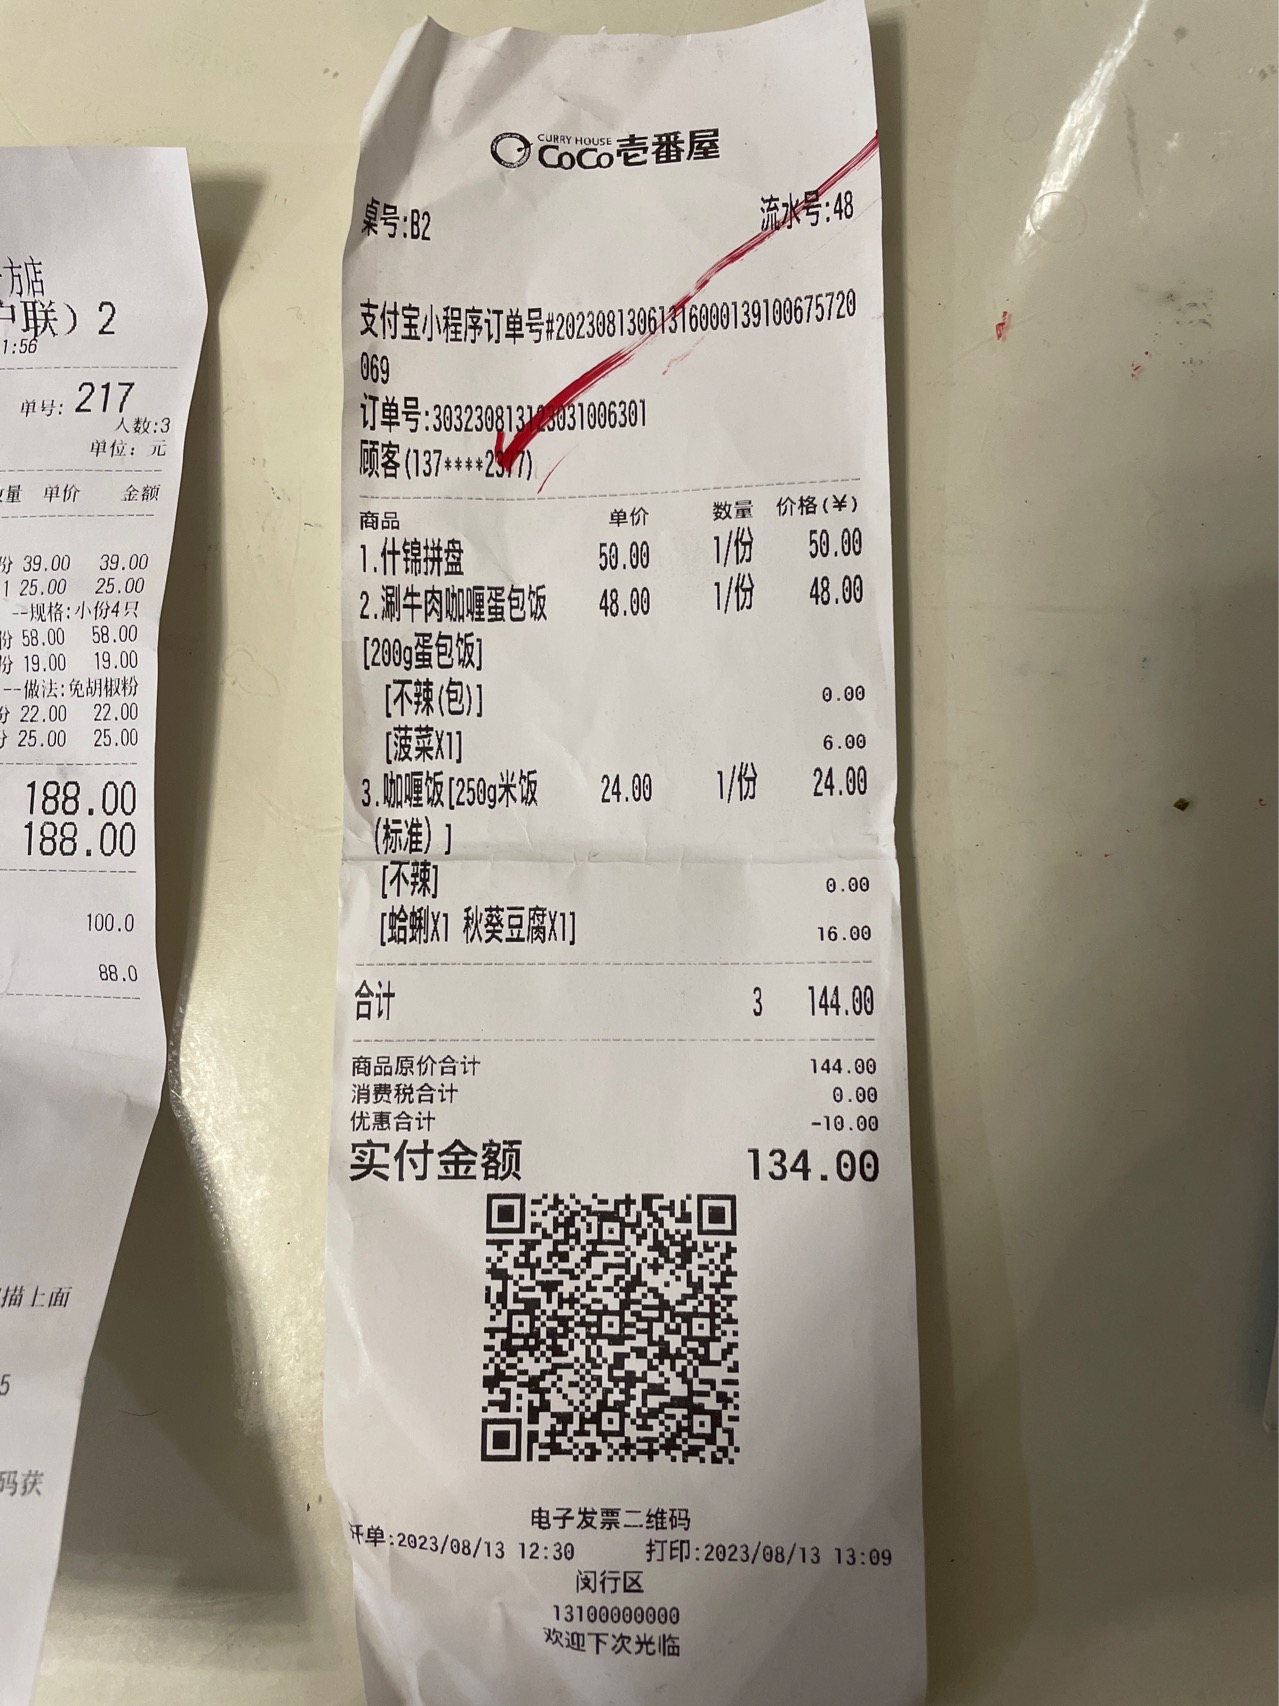 方店
户联）2
1:56
单号: 217
人数:3
单位: 元
量 单价 金额
份 39.00 39.00
1 25.00 25.00
--规格:小份4只
份 58.00 58.00
份 19.00 19.00
--做法:免胡椒粉
份 22.00 22.00
分 25.00 25.00
188.00
188.00
100.0
88.0
描上面
5
码获
CURRY HOUSE
CoCo壱番屋
桌号:B2 流水号:48
支付宝小程序订单号#2023081306131600013910067572​0
069
订单号:303230813123031006301
顾客(137****2377)
商品 单价 数量 价格(¥)
1.什锦拼盘 50.00 1/份 50.00
2.涮牛肉咖喱蛋包饭 48.00 1/份 48.00
[200g蛋包饭]
[不辣(包)] 0.00
[菠菜X1] 6.00
3.咖喱饭[250g米饭 24.00 1/份 24.00
(标准）]
[不辣] 0.00
[蛤蜊X1 秋葵豆腐X1] 16.00
合计 3 144.00
商品原价合计 144.00
消费税合计 0.00
优惠合计 -10.00
实付金额 134.00
电子发票二维码
开单:2023/08/13 12:30 打印:2023/08/13 13:09
闵行区
13100000000
欢迎下次光临